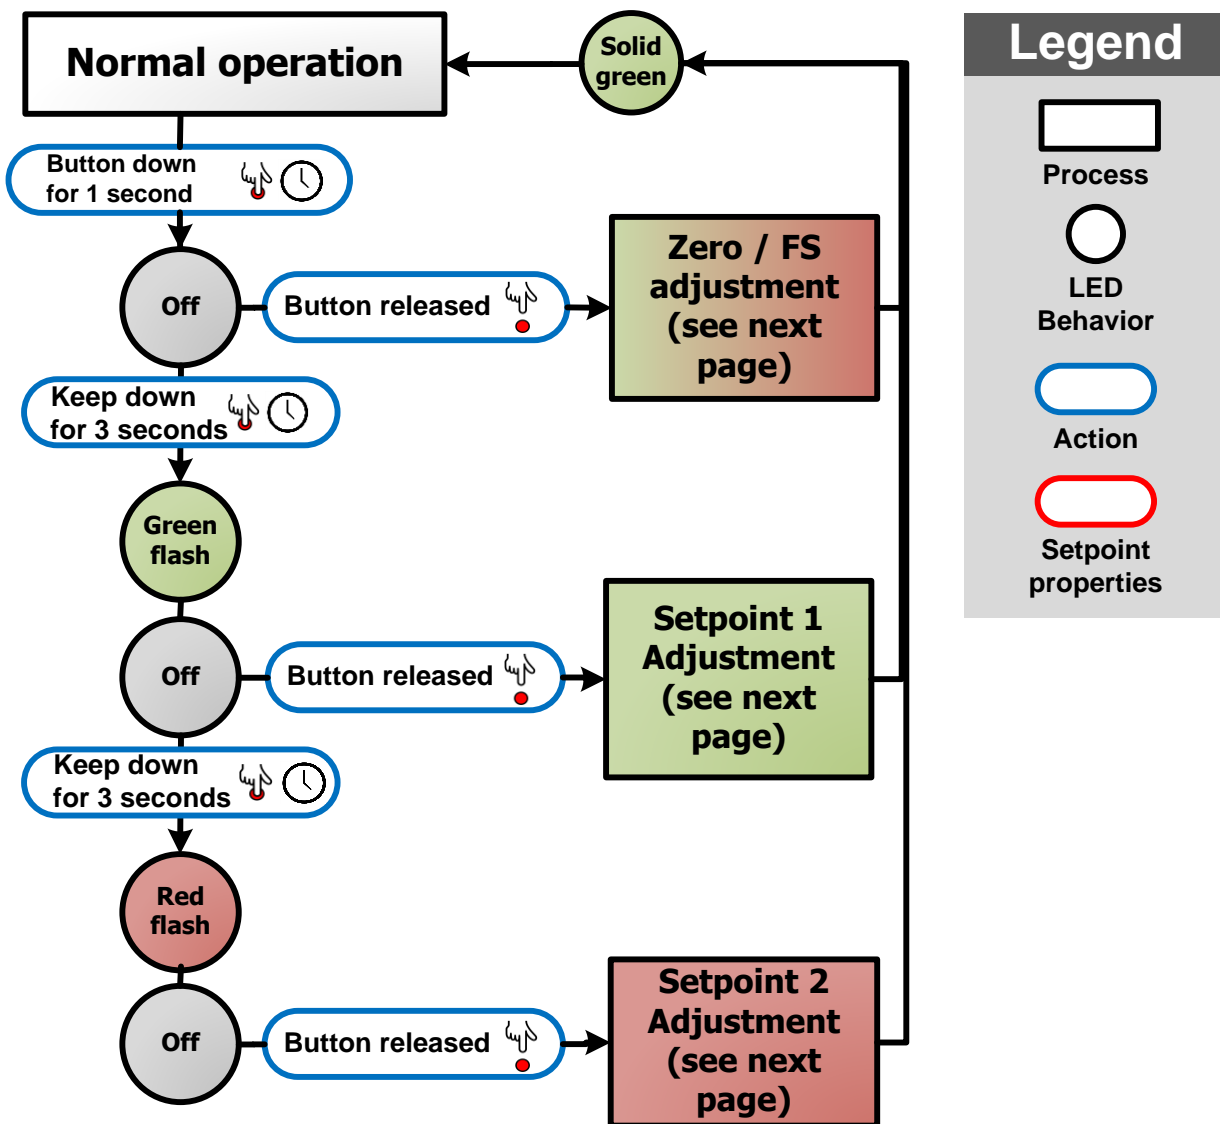 Normal operation
Solid
green
Button down
for 1 second
Off
Button released
Zero / FS
adjustment
(see next
page)
Keep down
for 3 seconds
Green
flash
Off
Button released
Setpoint 1
Adjustment
(see next
page)
Keep down
for 3 seconds
Red
flash
Off
Button released
Setpoint 2
Adjustment
(see next
page)
Legend
Process
LED
Behavior
Action
Setpoint
properties